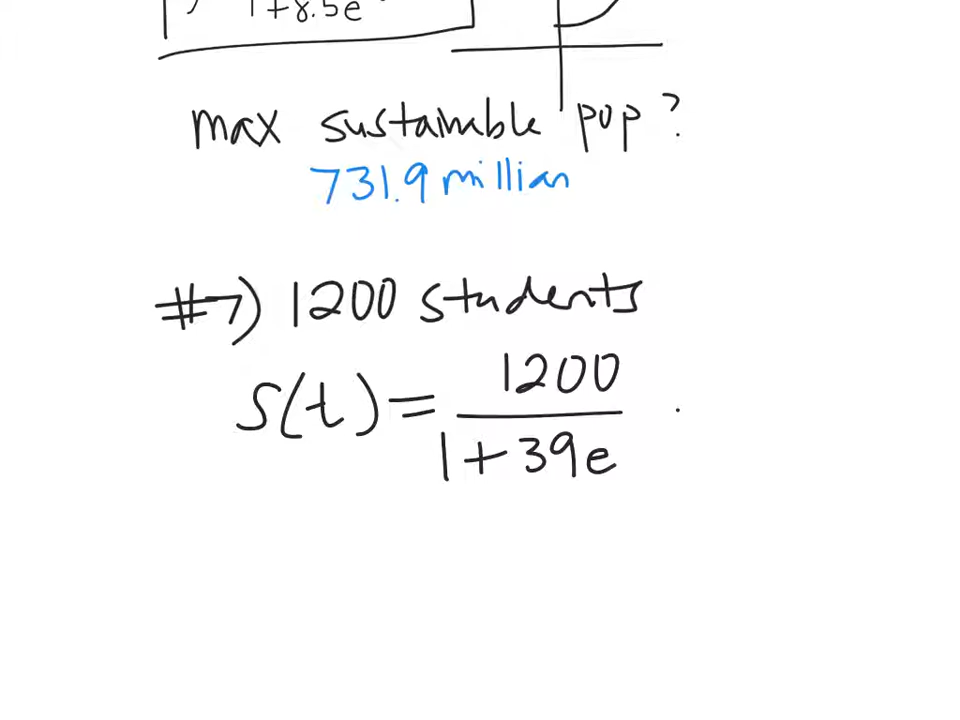 1+8.5e
max sustainable pop?
731.9 million
#7) 1200 students
S(t) = 1200
1+39e